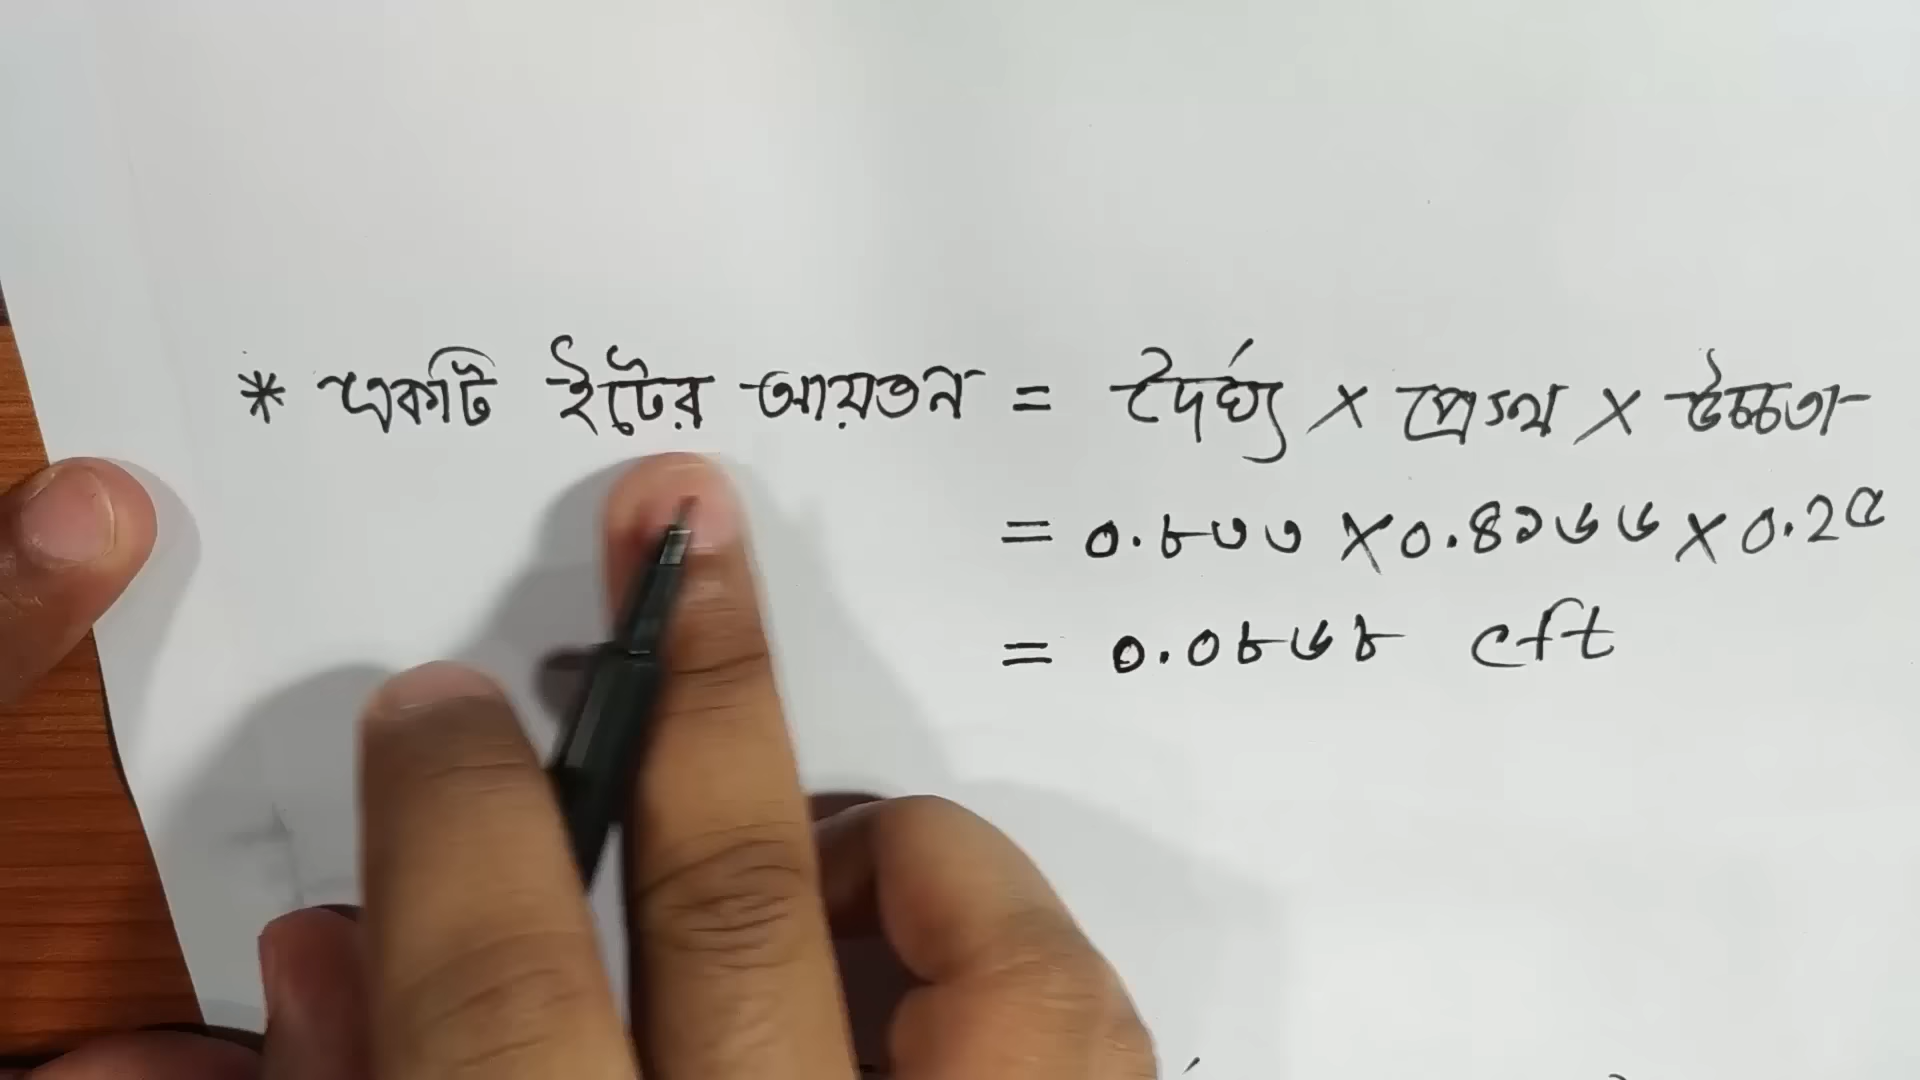 * একটি ইটের আয়তন = দৈর্ঘ্য × প্রস্থ × উচ্চতা
= ০.৮৩৩ × ০.৪১৬৬ × ০.২৫
= ০.০৮৬৮ cft